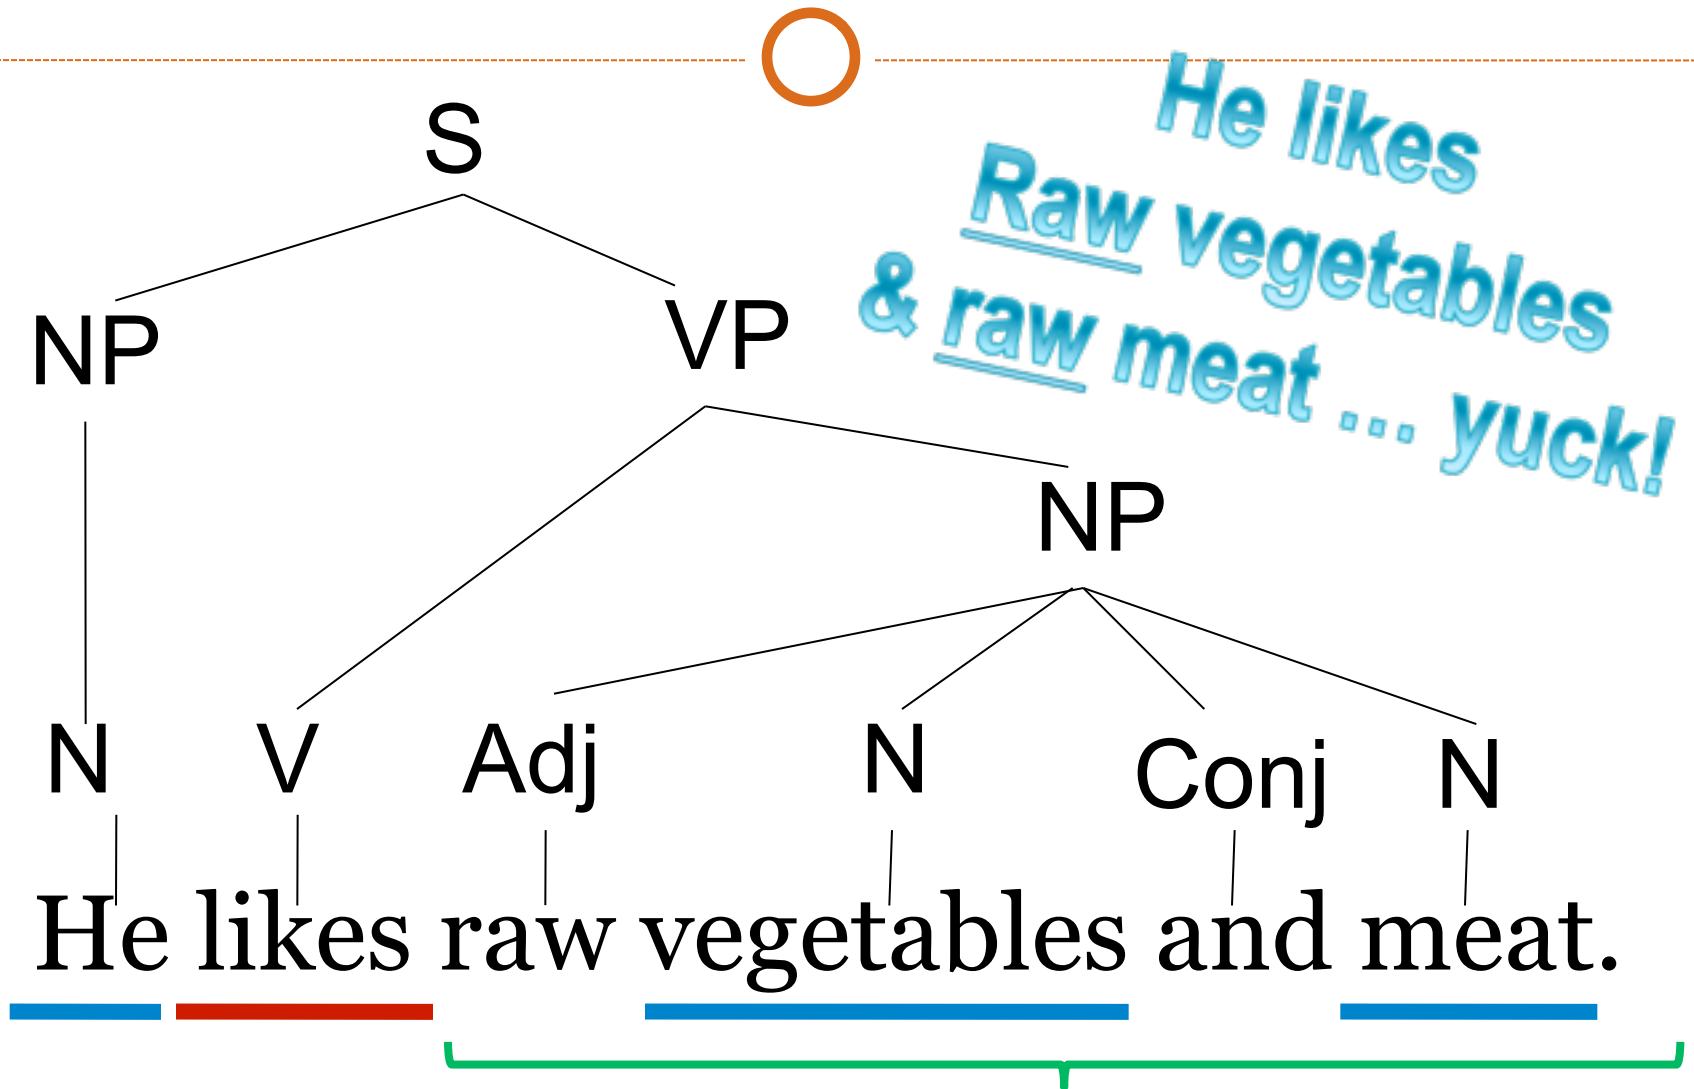 He likes
Raw vegetables
& raw meat ... yuck!
S
NP VP
NP
N V Adj N Conj N
He likes raw vegetables and meat.